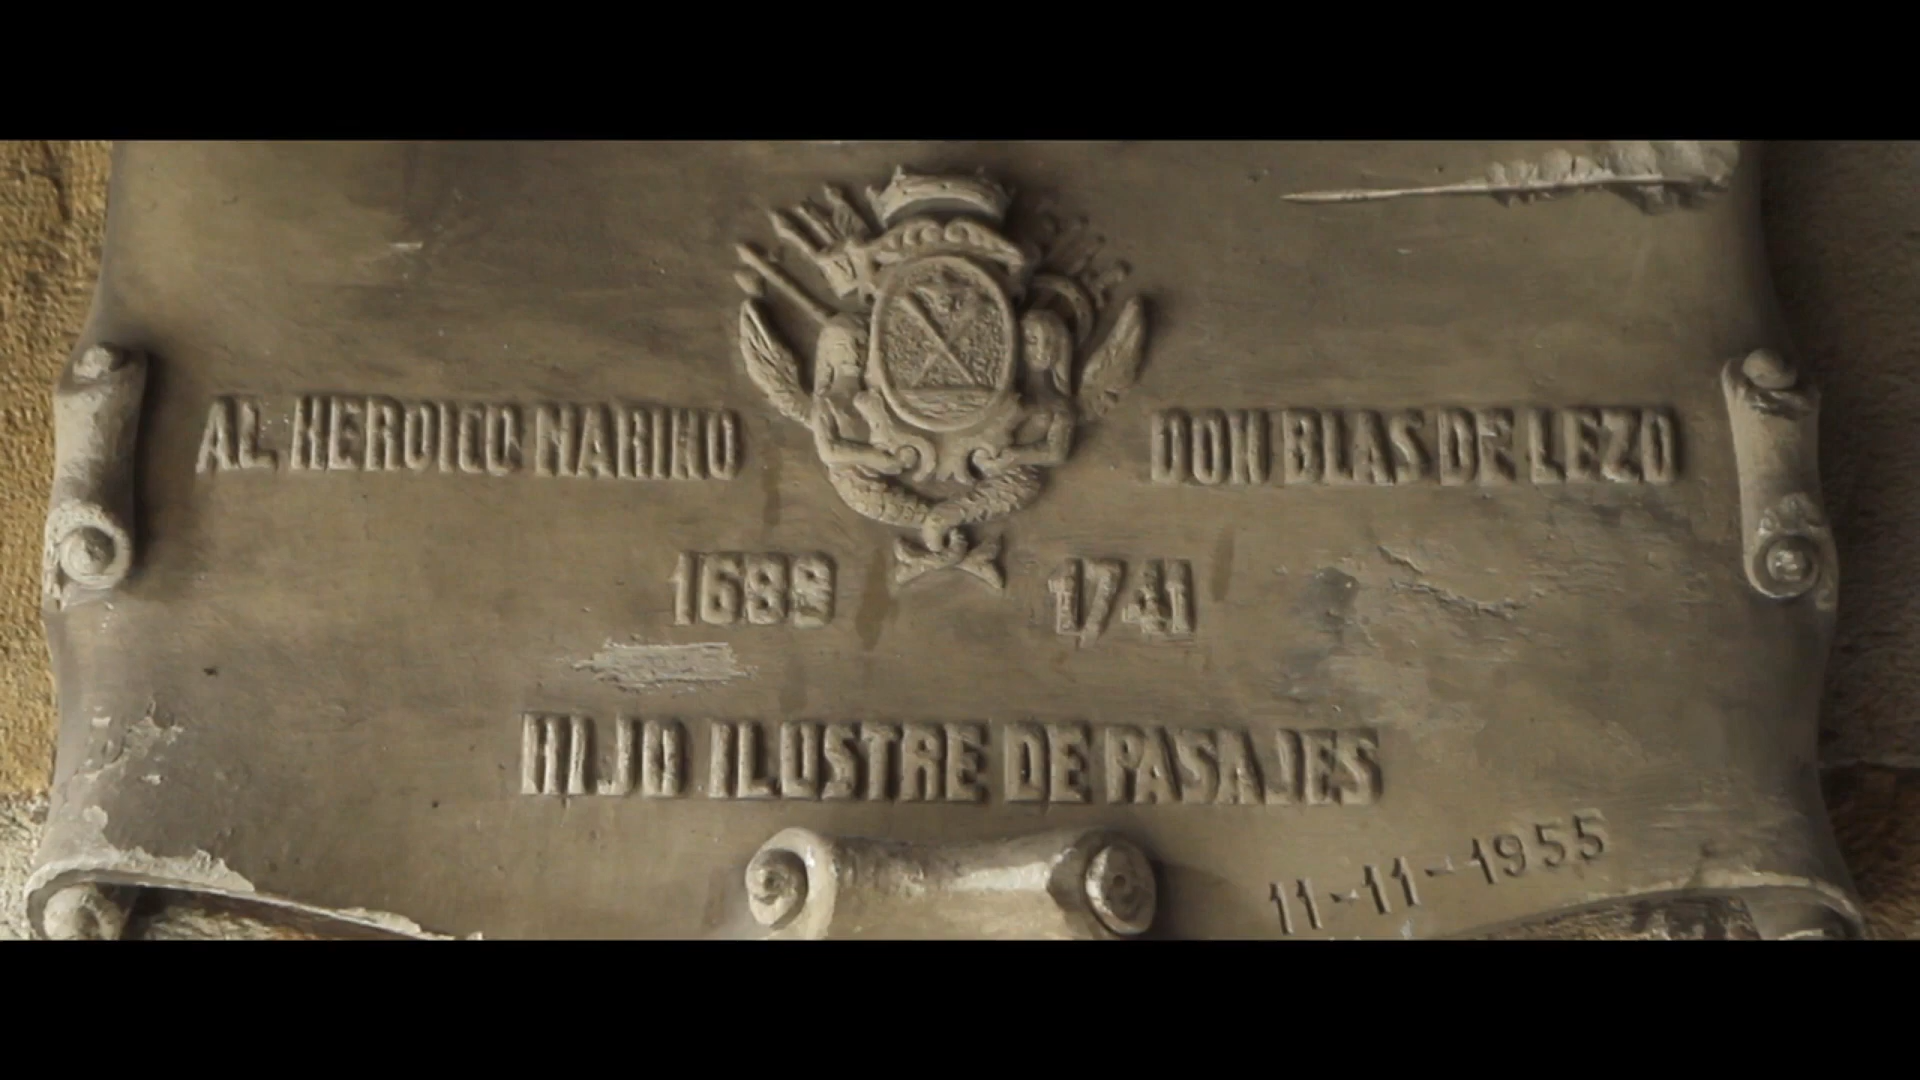 AL HEROICO MARINO DON BLAS DE LEZO
1689 1741
HIJO ILUSTRE DE PASAJES
11-11-1955